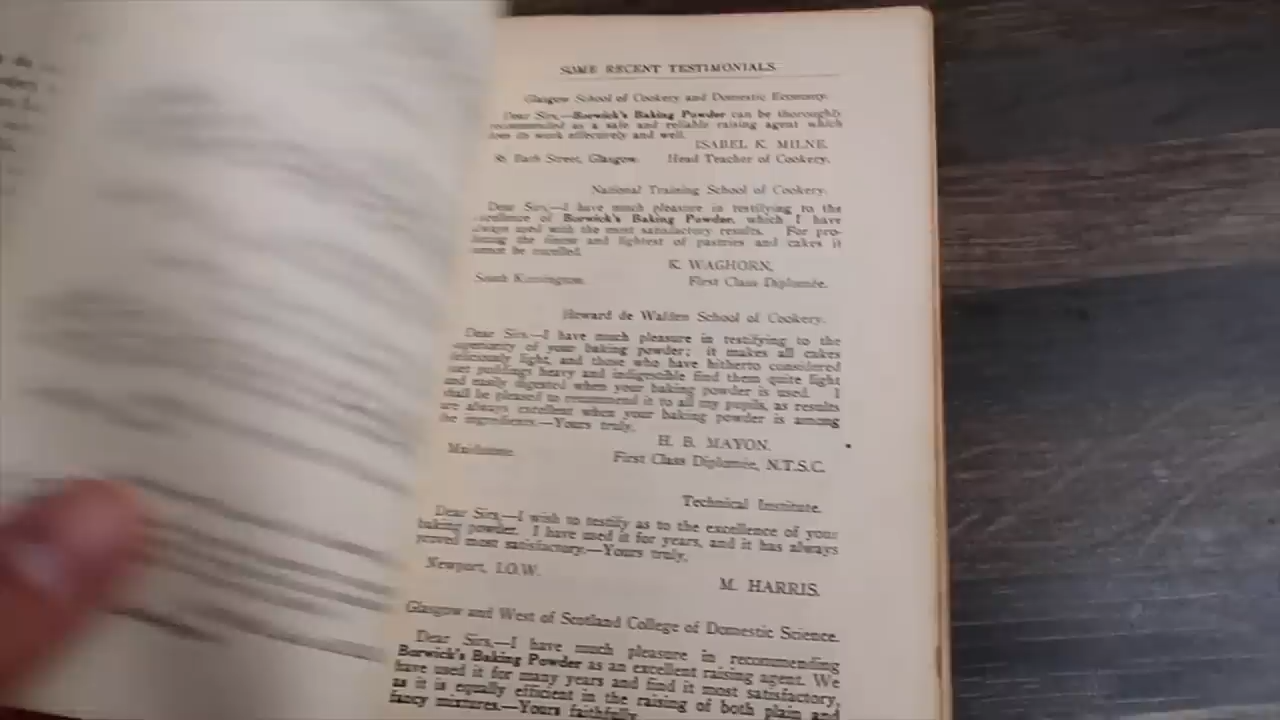 SOME RECENT TESTIMONIALS
Glasgow School of Cookery and Domestic Economy.
Dear Sirs,—Borwick's Baking Powder can be thoroughly
recommended as a safe and reliable raising agent which
does its work effectively and well.
ISABEL K. MILNE,
Bath Street, Glasgow. Head Teacher of Cookery.
National Training School of Cookery.
Dear Sirs,—I have much pleasure in testifying to the
excellence of Borwick's Baking Powder, which I have
always used with the most satisfactory results. For pro-
the finest and lightest of pastries and cakes it
cannot be excelled.
K. WAGHORN,
South Kensington. First Class Diplomée.
Howard de Walden School of Cookery.
Dear Sirs,—I have much pleasure in testifying to the
superiority of your baking powder; it makes all cakes
deliciously light, and those who have hitherto considered
suet puddings heavy and indigestible find them quite light
and easily digested when your baking powder is used. I
shall be pleased to recommend it to all my pupils, as results
are always excellent when your baking powder is among
the ingredients.—Yours truly,
H. B. MAYON,
Maidstone. First Class Diplomée, N.T.S.C.
Technical Institute.
Dear Sirs,—I wish to testify as to the excellence of your
baking powder. I have used it for years, and it has always
proved most satisfactory.—Yours truly,
Newport, I.O.W.
M. HARRIS.
Glasgow and West of Scotland College of Domestic Science.
Dear Sirs,—I have much pleasure in recommending
Borwick's Baking Powder as an excellent raising agent. We
have used it for many years and find it most satisfactory,
as it is equally efficient in the raising of both plain and
fancy mixtures.—Yours faithfully,